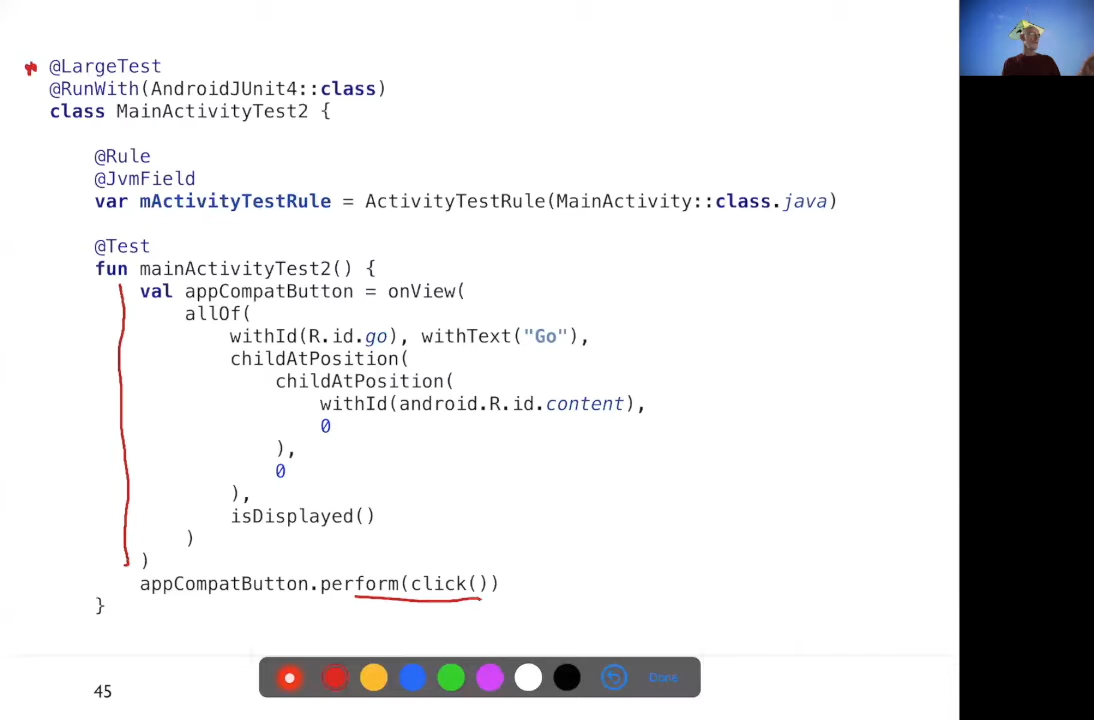 @LargeTest
@RunWith(AndroidJUnit4::class)
class MainActivityTest2 {
@Rule
@JvmField
var mActivityTestRule = ActivityTestRule(MainActivity::class.java)
@Test
fun mainActivityTest2() {
val appCompatButton = onView(
allOf(
withId(R.id.go), withText("Go"),
childAtPosition(
childAtPosition(
withId(android.R.id.content),
0
),
0
),
isDisplayed()
)
)
appCompatButton.perform(click())
}
Done
45